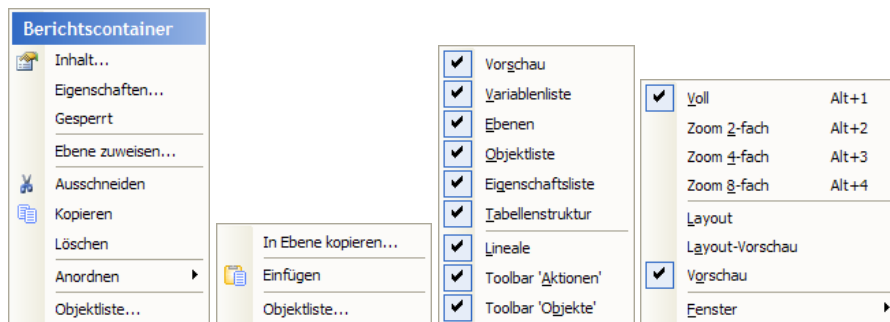 Berichtscontainer
Inhalt...
Eigenschaften...
Gesperrt
Ebene zuweisen...
Ausschneiden
Kopieren
Löschen
Anordnen
Objektliste...
In Ebene kopieren...
Einfügen
Objektliste...
Vorschau
Variablenliste
Ebenen
Objektliste
Eigenschaftsliste
Tabellenstruktur
Lineale
Toolbar 'Aktionen'
Toolbar 'Objekte'
Voll Alt+1
Zoom 2-fach Alt+2
Zoom 4-fach Alt+3
Zoom 8-fach Alt+4
Layout
Layout-Vorschau
Vorschau
Fenster